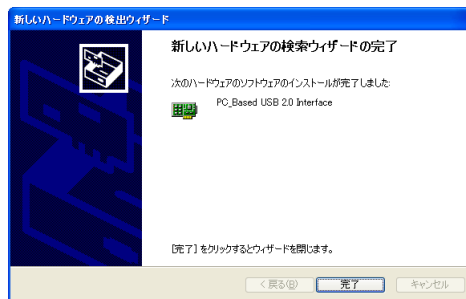 新しいハードウェアの検出ウィザード
新しいハードウェアの検索ウィザードの完了
次のハードウェアのソフトウェアのインストールが完了しました:
PC_Based USB 2.0 Interface
[完了] をクリックするとウィザードを閉じます。
< 戻る(B) 完了 キャンセル